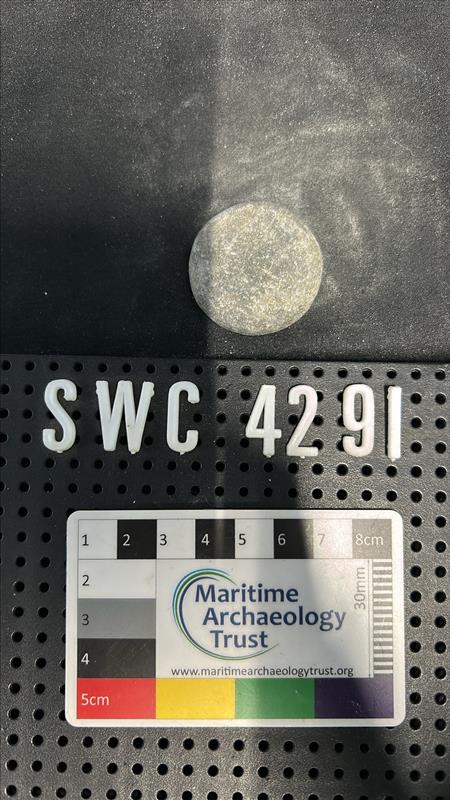 SWC 4291
1 2 3 4 5 6 7 8cm
2
3
4
5cm
Maritime
Archaeology
Trust
www.maritimearchaeologytrust.org
30mm